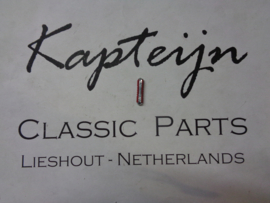 Kapteijn
CLASSIC PARTS
LIESHOUT - NETHERLANDS